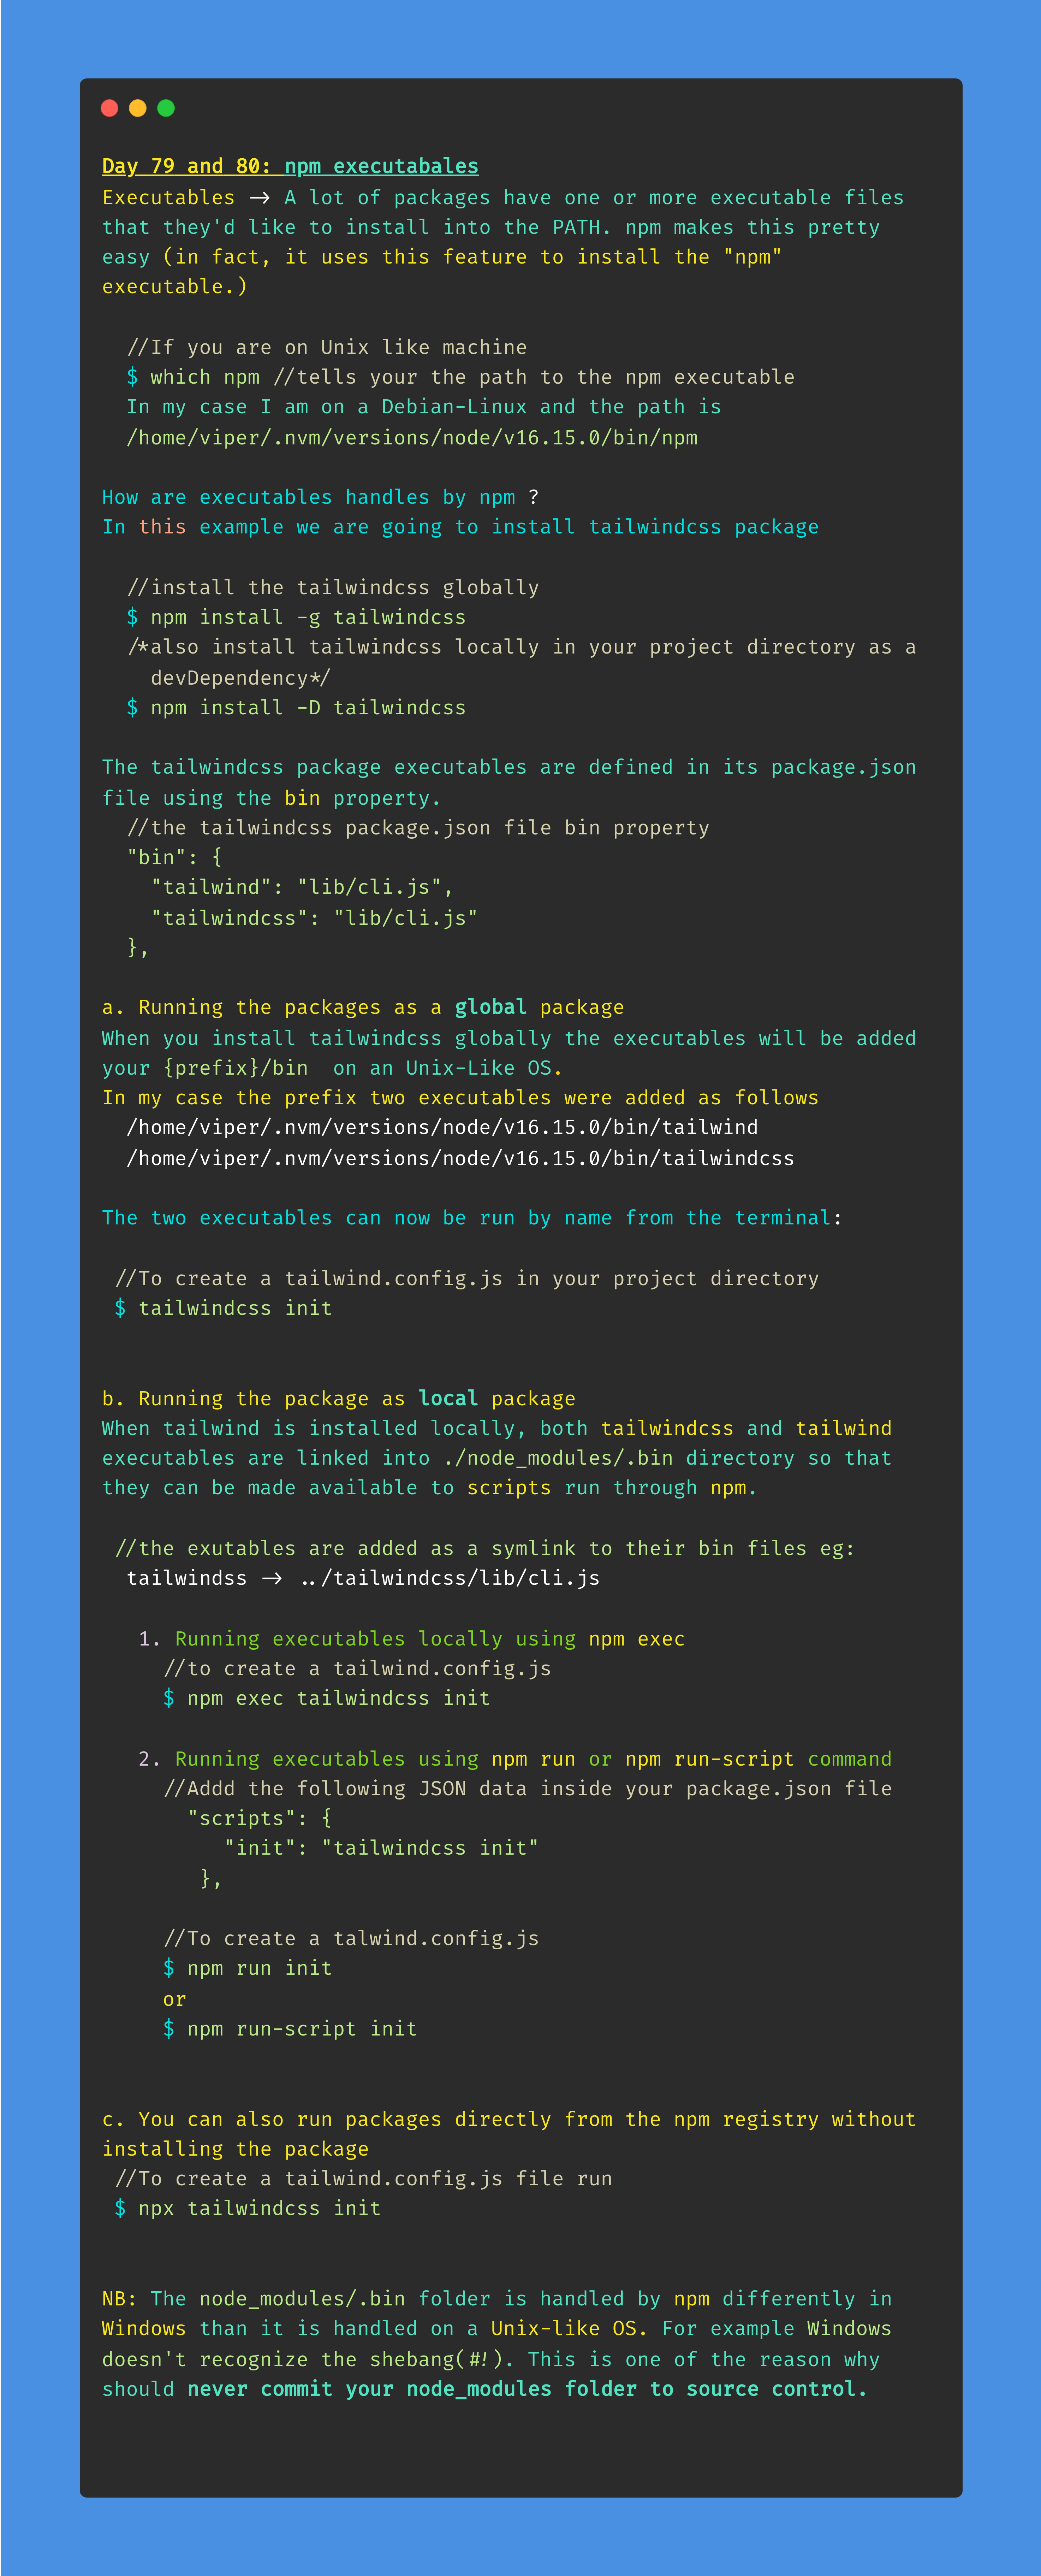 Day 79 and 80: npm executabales
Executables -> A lot of packages have one or more executable files
that they'd like to install into the PATH. npm makes this pretty
easy (in fact, it uses this feature to install the "npm"
executable.)
//If you are on Unix like machine
$ which npm //tells your the path to the npm executable
In my case I am on a Debian-Linux and the path is
/home/viper/.nvm/versions/node/v16.15.0/bin/npm
How are executables handles by npm ?
In this example we are going to install tailwindcss package
//install the tailwindcss globally
$ npm install -g tailwindcss
/*also install tailwindcss locally in your project directory as a
devDependency*/
$ npm install -D tailwindcss
The tailwindcss package executables are defined in its package.json
file using the bin property.
//the tailwindcss package.json file bin property
"bin": {
"tailwind": "lib/cli.js",
"tailwindcss": "lib/cli.js"
},
a. Running the packages as a global package
When you install tailwindcss globally the executables will be added
your {prefix}/bin  on an Unix-Like OS.
In my case the prefix two executables were added as follows
/home/viper/.nvm/versions/node/v16.15.0/bin/tailwind
/home/viper/.nvm/versions/node/v16.15.0/bin/tailwindcss
The two executables can now be run by name from the terminal:
//To create a tailwind.config.js in your project directory
$ tailwindcss init
b. Running the package as local package
When tailwind is installed locally, both tailwindcss and tailwind
executables are linked into ./node_modules/.bin directory so that
they can be made available to scripts run through npm.
//the exutables are added as a symlink to their bin files eg:
tailwindss -> ../tailwindcss/lib/cli.js
1. Running executables locally using npm exec
//to create a tailwind.config.js
$ npm exec tailwindcss init
2. Running executables using npm run or npm run-script command
//Addd the following JSON data inside your package.json file
"scripts": {
"init": "tailwindcss init"
},
//To create a talwind.config.js
$ npm run init
or
$ npm run-script init
c. You can also run packages directly from the npm registry without
installing the package
//To create a tailwind.config.js file run
$ npx tailwindcss init
NB: The node_modules/.bin folder is handled by npm differently in
Windows than it is handled on a Unix-like OS. For example Windows
doesn't recognize the shebang(#!). This is one of the reason why
should never commit your node_modules folder to source control.